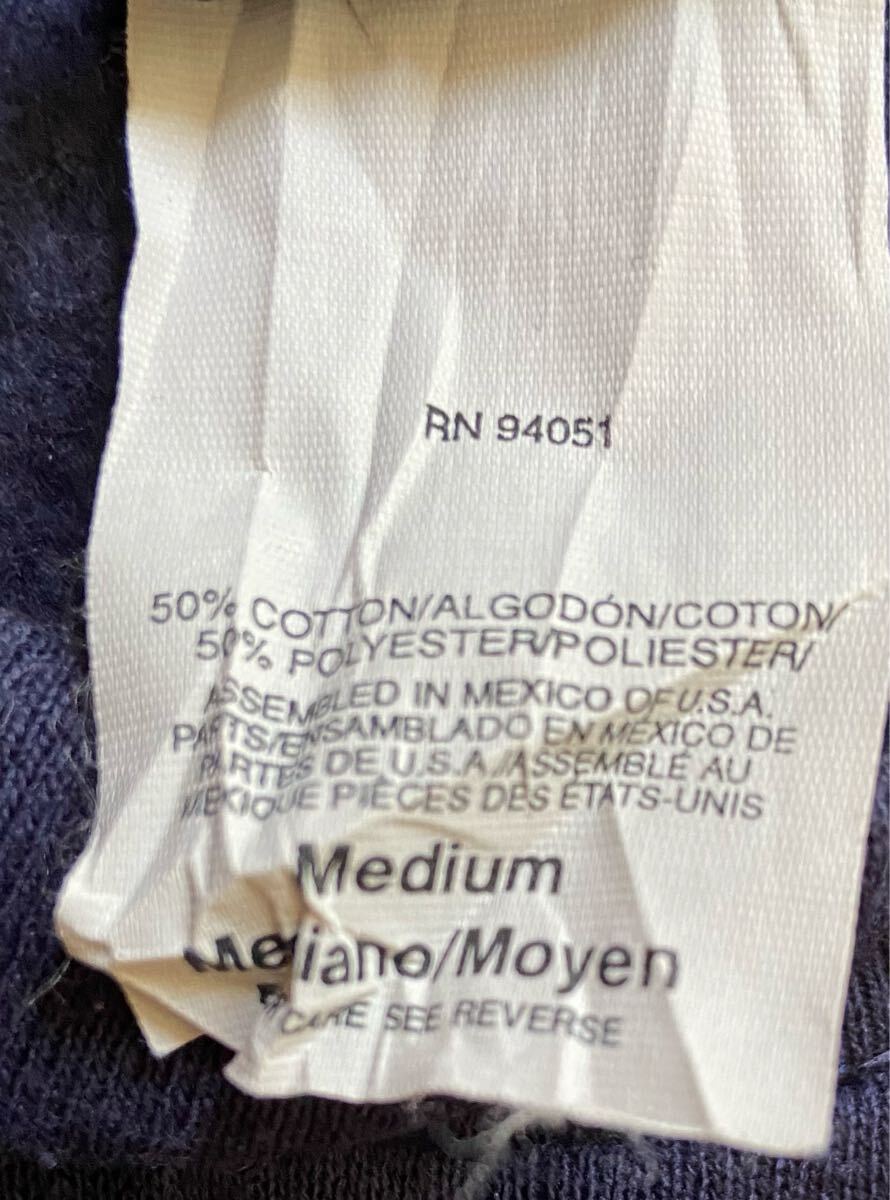 RN 94051
50% COTTON/ALGODÓN/COTON/
50% POLYESTER/POLIESTER/
ASSEMBLED IN MEXICO OF U.S.A.
PARTS/ENSAMBLADO EN MÉXICO DE
PARTES DE U.S.A./ASSEMBLÉ AU
MEXIQUE PIÈCES DES ÉTATS-UNIS
Medium
Mediano/Moyen
CARE SEE REVERSE